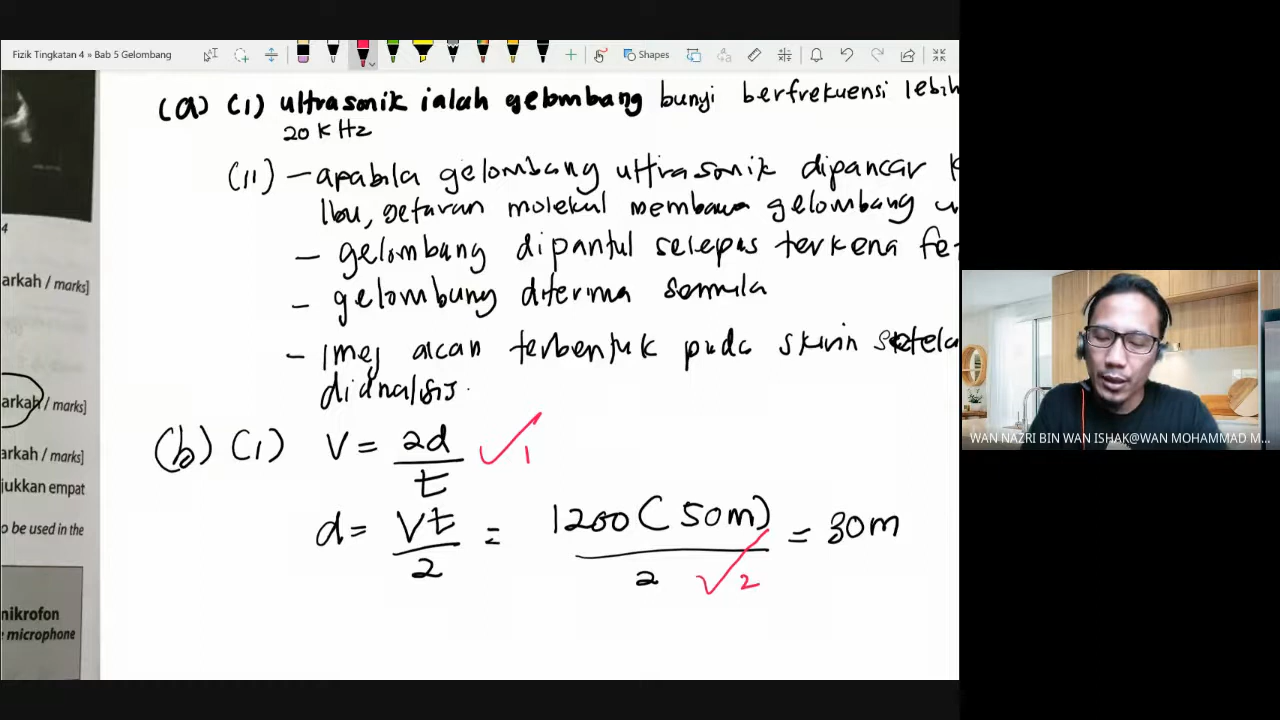 Fizik Tingkatan 4 » Bab 5 Gelombang
Shapes
(a) (i) ultrasonik ialah gelombang bunyi berfrekuensi lebih
20 kHz
(ii) - apabila gelombang ultrasonik dipancar
Ibu, getaran molekul membawa gelombang
- gelombang dipantul selepas terkena
- gelombang diterima semula
- imej akan terbentuk pada skrin
dianalisis.
(b) (i) V = 2d/t ✓1
d = Vt/2 = 1200(50m)/2 = 30m
✓2
4
arkah / marks]
arkah / marks]
arkah / marks]
jukkan empat
o be used in the
nikrofon
microphone
WAN NAZRI BIN WAN ISHAK@WAN MOHAMMAD M...